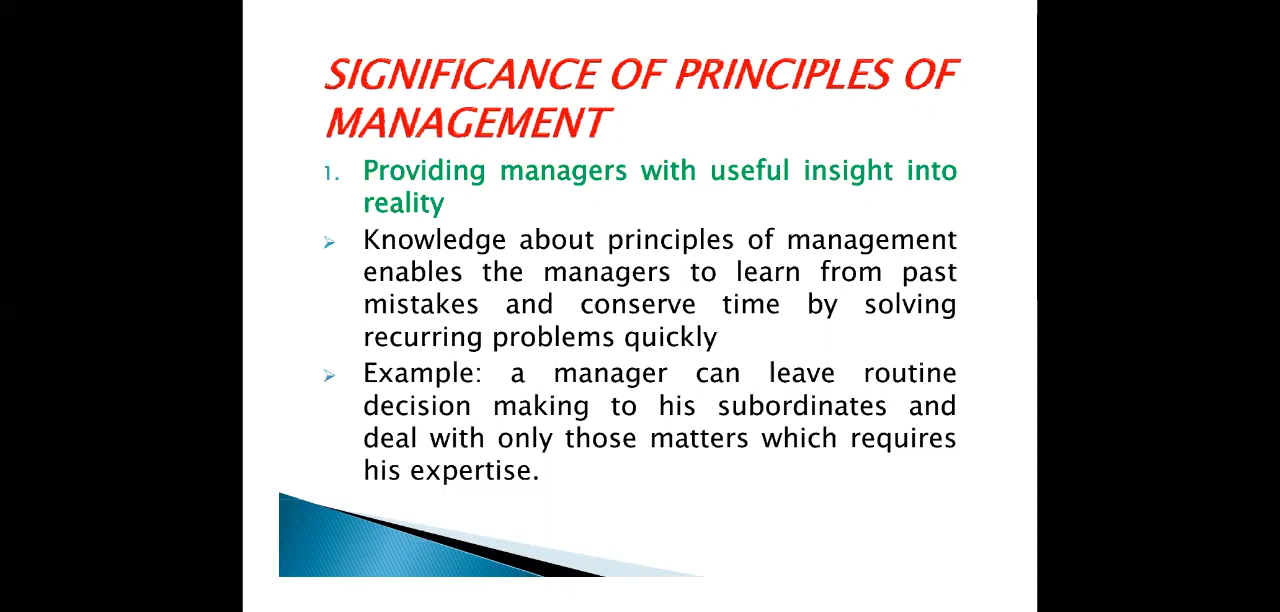 SIGNIFICANCE OF PRINCIPLES OF
MANAGEMENT
1. Providing managers with useful insight into
reality
Knowledge about principles of management
enables the managers to learn from past
mistakes and conserve time by solving
recurring problems quickly
Example: a manager can leave routine
decision making to his subordinates and
deal with only those matters which requires
his expertise.